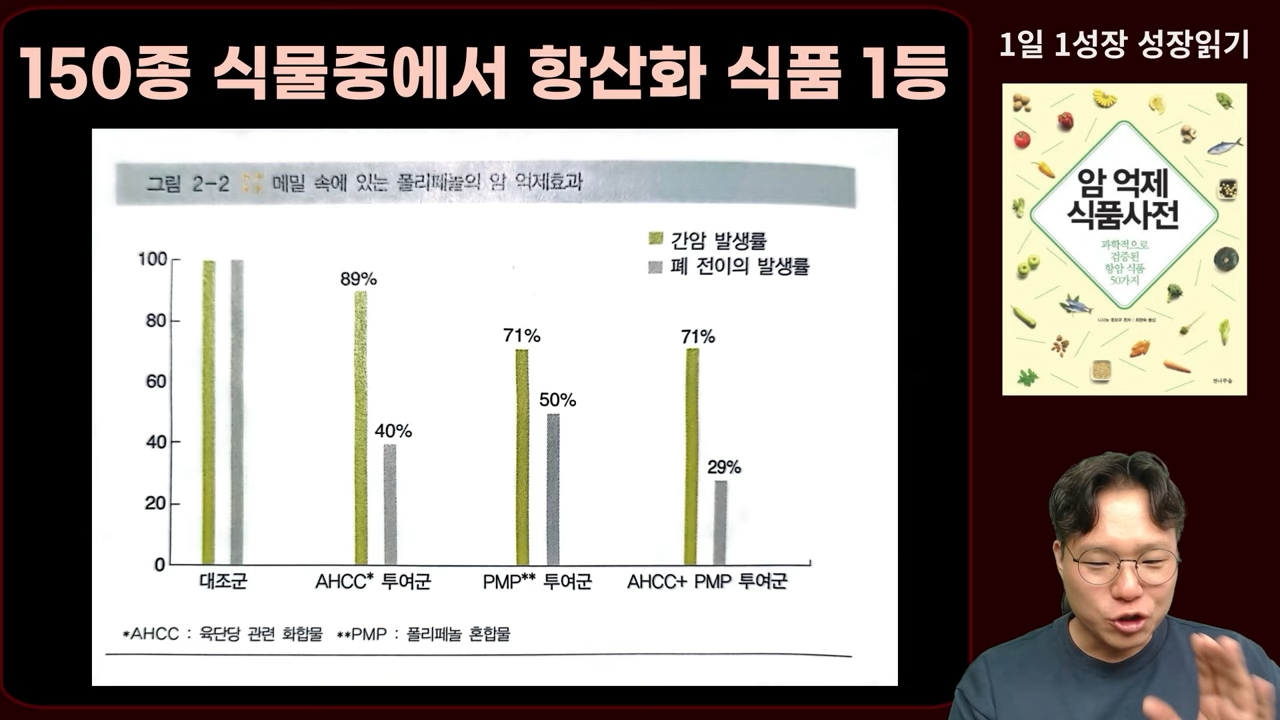 150종 식물중에서 항산화 식품 1등
1일 1성장 성장읽기
그림 2-2 메밀 속에 있는 폴리페놀의 암 억제효과
간암 발생률
폐 전이의 발생률
100
80
60
40
20
0
89%
40%
71%
50%
71%
29%
대조군
AHCC* 투여군
PMP** 투여군
AHCC+ PMP 투여군
*AHCC : 육단당 관련 화합물 **PMP : 폴리페놀 혼합물
암 억제
식품사전
과학적으로
검증된
항암 식품
50가지
전나무숲